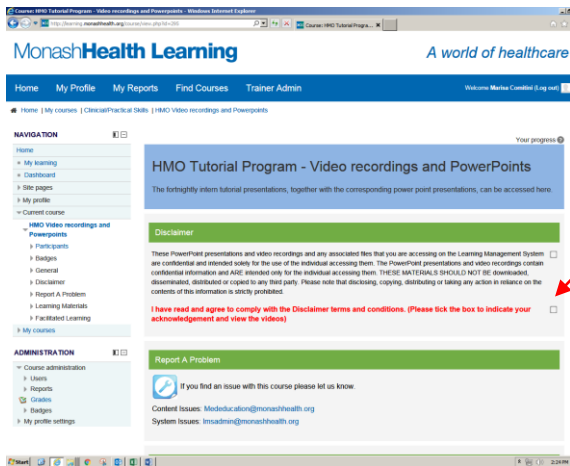 Course: HMO Tutorial Program - Video recordings and Powerpoints - Windows Internet Explorer
http://learning.monashhealth.org/course/view.php?id=265
Course: HMO Tutorial Progra...
MonashHealth Learning
A world of healthcare
Home My Profile My Reports Find Courses Trainer Admin
Welcome Marisa Comitini (Log out)
Home | My courses | Clinical/Practical Skills | HMO Video recordings and Powerpoints
Your progress
NAVIGATION
Home
My learning
Dashboard
Site pages
My profile
Current course
HMO Video recordings and
Powerpoints
Participants
Badges
General
Disclaimer
Report A Problem
Learning Materials
Facilitated Learning
My courses
ADMINISTRATION
Course administration
Users
Reports
Grades
Badges
My profile settings
HMO Tutorial Program - Video recordings and PowerPoints
The fortnightly intern tutorial presentations, together with the corresponding power point presentations, can be accessed here.
Disclaimer
These PowerPoint presentations and video recordings and any associated files that you are accessing on the Learning Management System
are confidential and intended solely for the use of the individual accessing them. The PowerPoint presentations and video recordings contain
confidential information and ARE intended only for the individual accessing them. THESE MATERIALS SHOULD NOT BE downloaded,
disseminated, distributed or copied to any third party. Please note that disclosing, copying, distributing or taking any action in reliance on the
contents of this information is strictly prohibited.
I have read and agree to comply with the Disclaimer terms and conditions. (Please tick the box to indicate your
acknowledgement and view the videos)
Report A Problem
If you find an issue with this course please let us know.
Content Issues: Mededucation@monashhealth.org
System Issues: lmsadmin@monashhealth.org
Start
2:24 PM